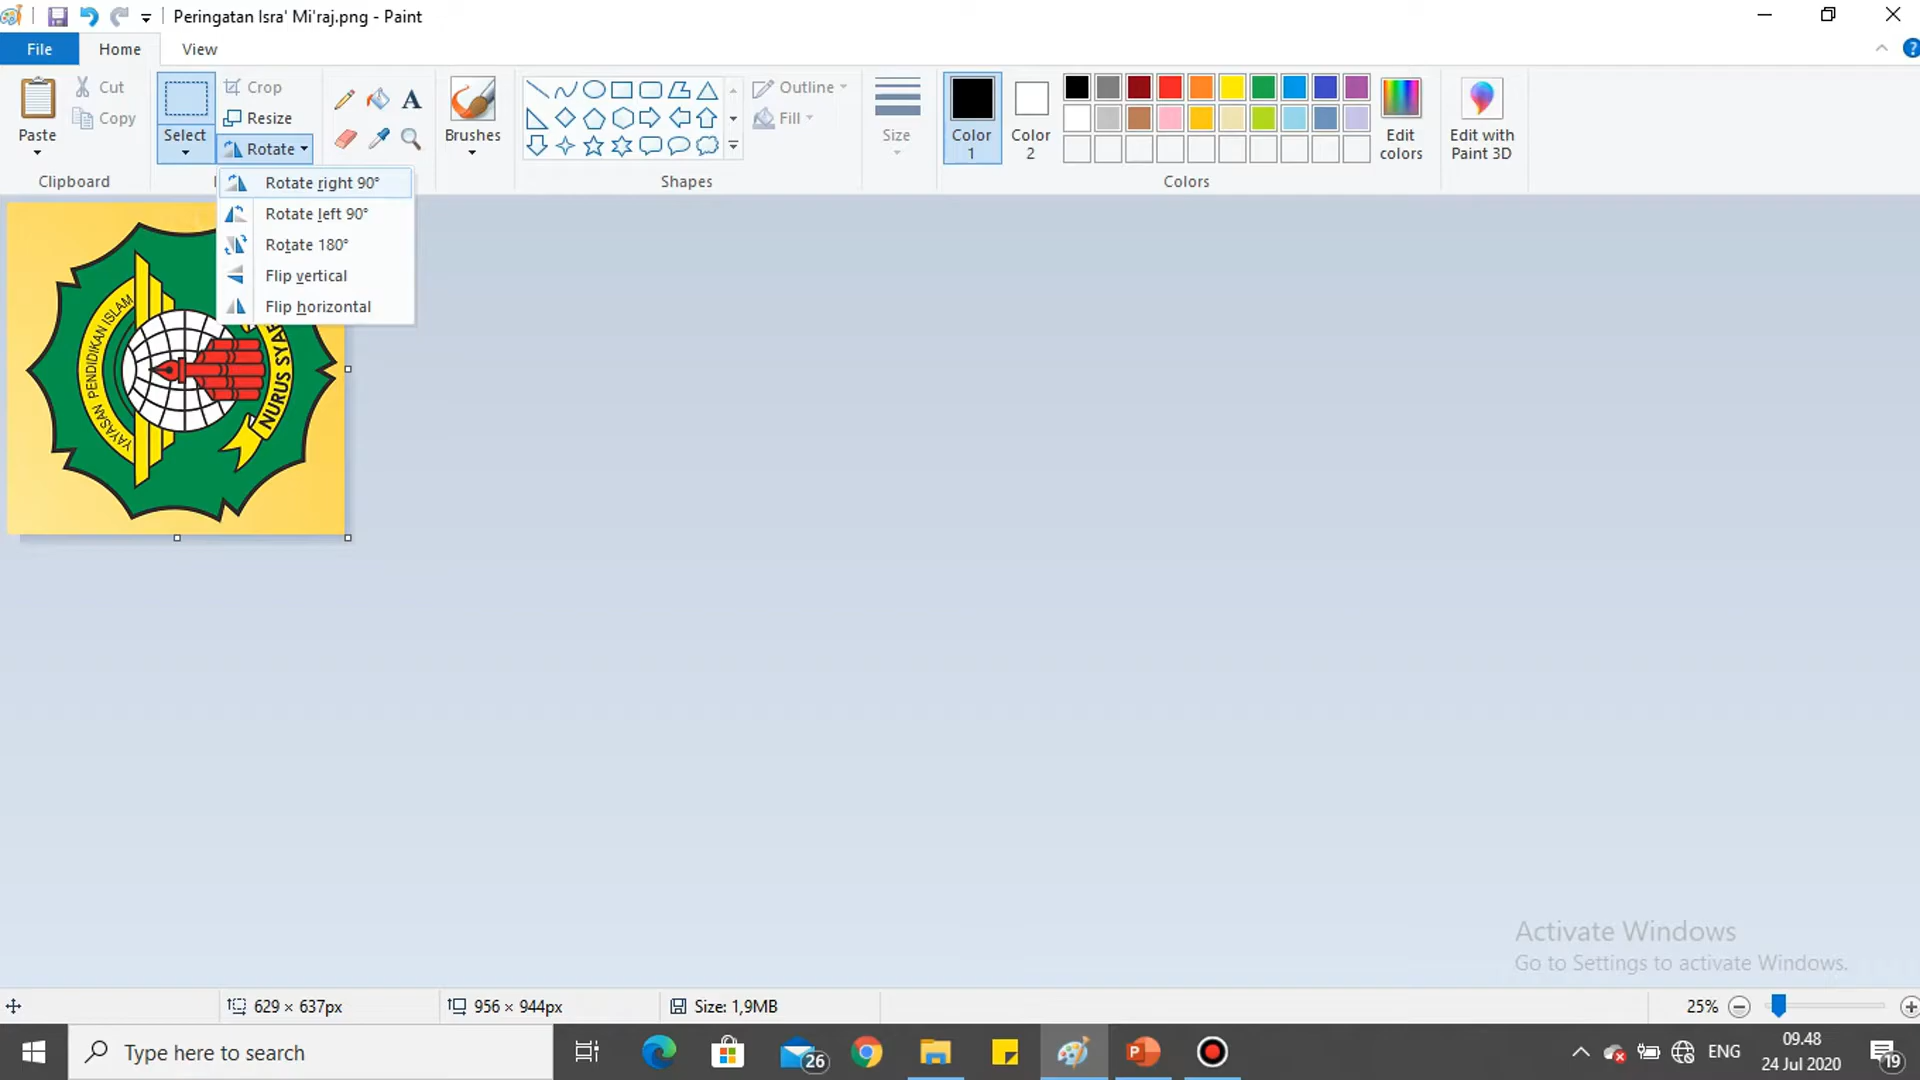 Peringatan Isra' Mi'raj.png - Paint
File Home View
Paste
Cut
Copy
Clipboard
Select
Crop
Resize
Rotate
Rotate right 90°
Rotate left 90°
Rotate 180°
Flip vertical
Flip horizontal
A
Brushes
Shapes
Outline
Fill
Size
Color 1
Color 2
Colors
Edit colors
Edit with Paint 3D
?
YAYASAN PENDIDIKAN ISLAM
Activate Windows
Go to Settings to activate Windows.
629 × 637px
956 × 944px
Size: 1,9MB
25%
Type here to search
26
P
ENG
09.48
24 Jul 2020
19